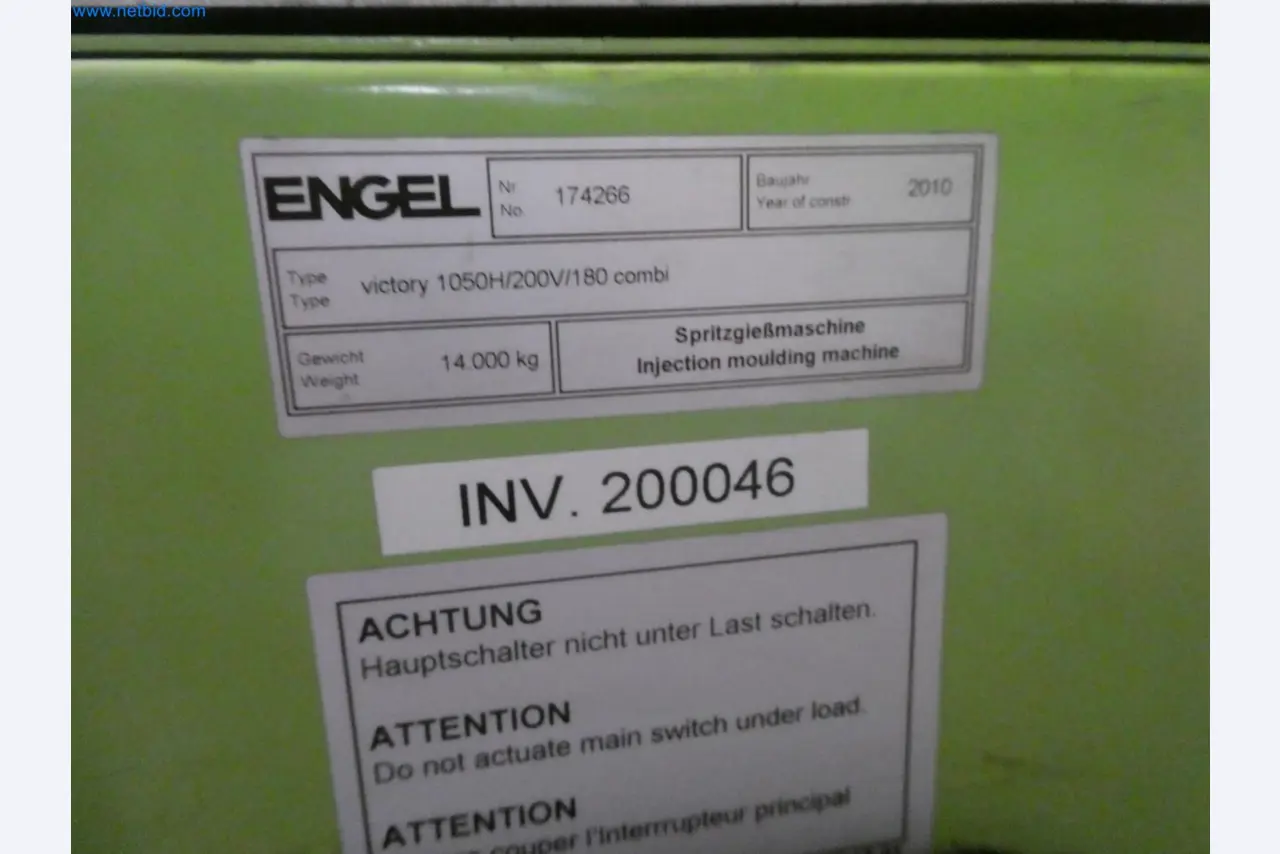 www.netbid.com
ENGEL
Nr.
No.
174266
Baujahr
Year of constr.
2010
Type
Type
victory 1050H/200V/180 combi
Gewicht
Weight
14.000 kg
Spritzgießmaschine
Injection moulding machine
INV. 200046
ACHTUNG
Hauptschalter nicht unter Last schalten.
ATTENTION
Do not actuate main switch under load.
ATTENTION
couper l'Interrrupteur principal